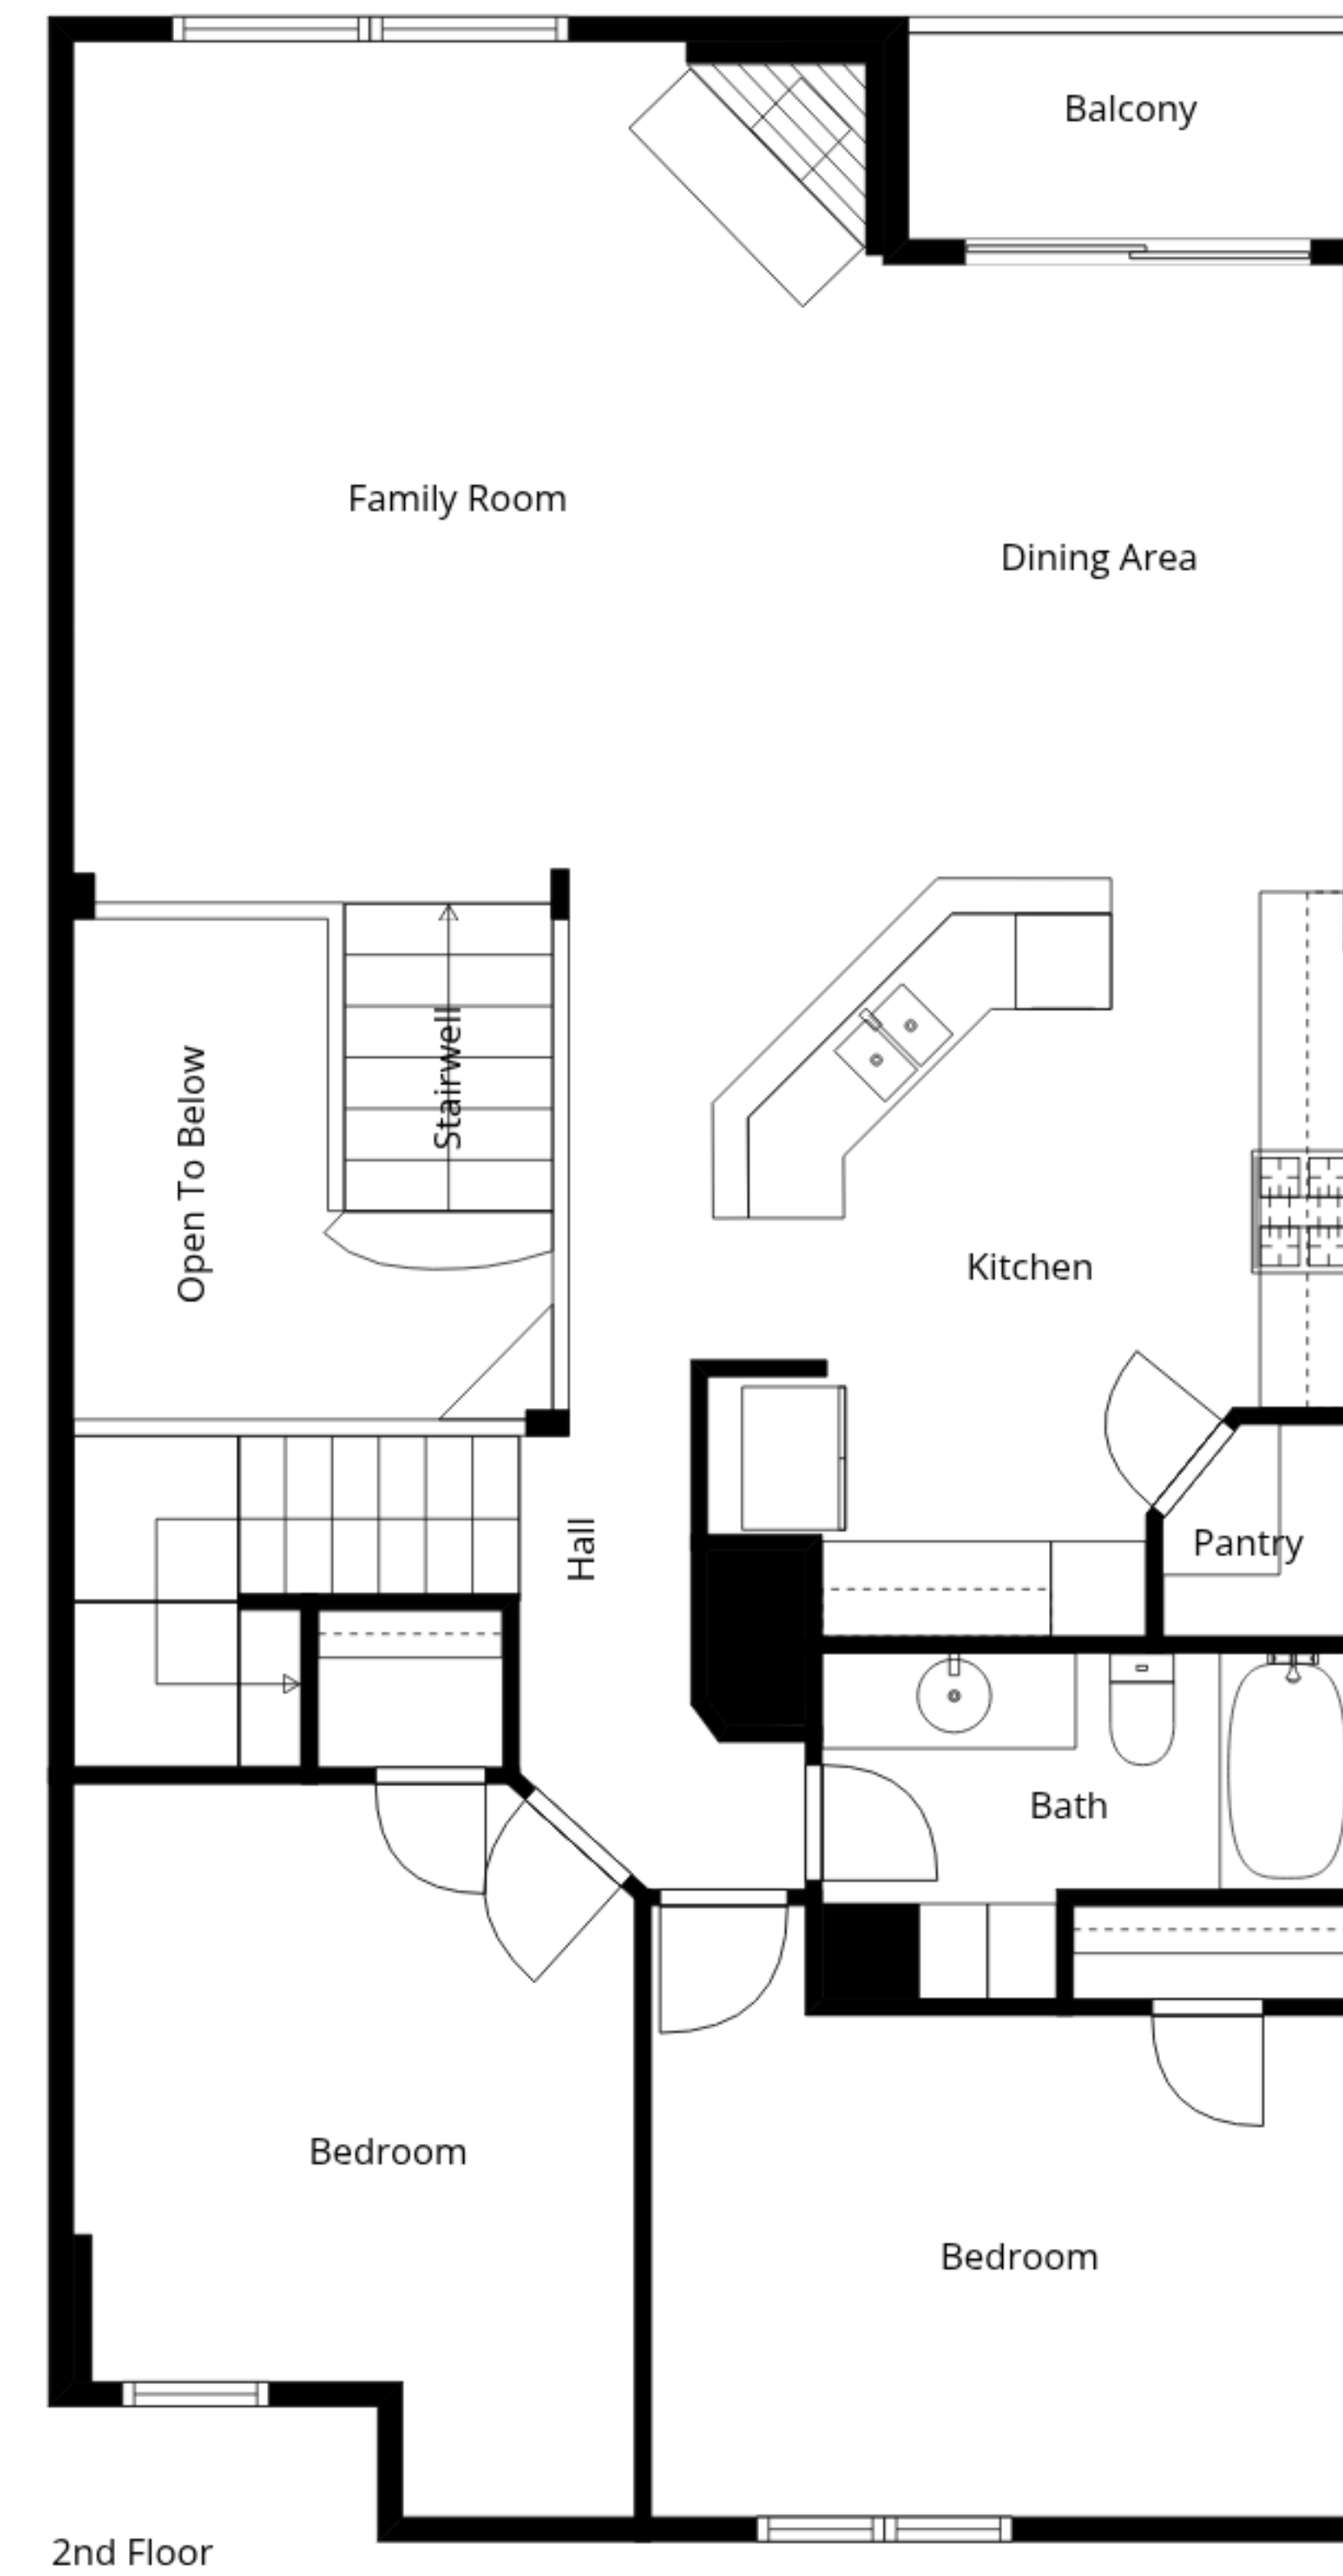 Balcony
Family Room
Dining Area
Stairwell
Open To Below
Kitchen
Hall
Pantry
Bath
Bedroom
Bedroom
2nd Floor